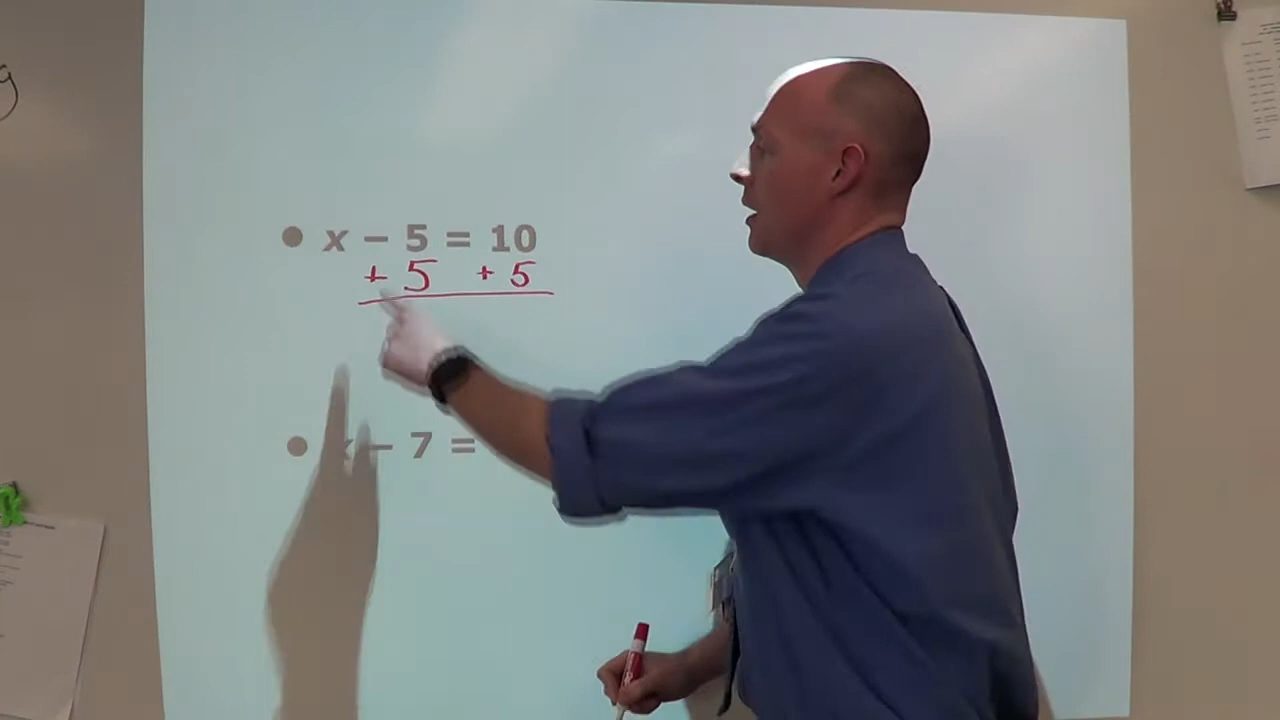 • x − 5 = 10
+ 5 + 5
• x − 7 =